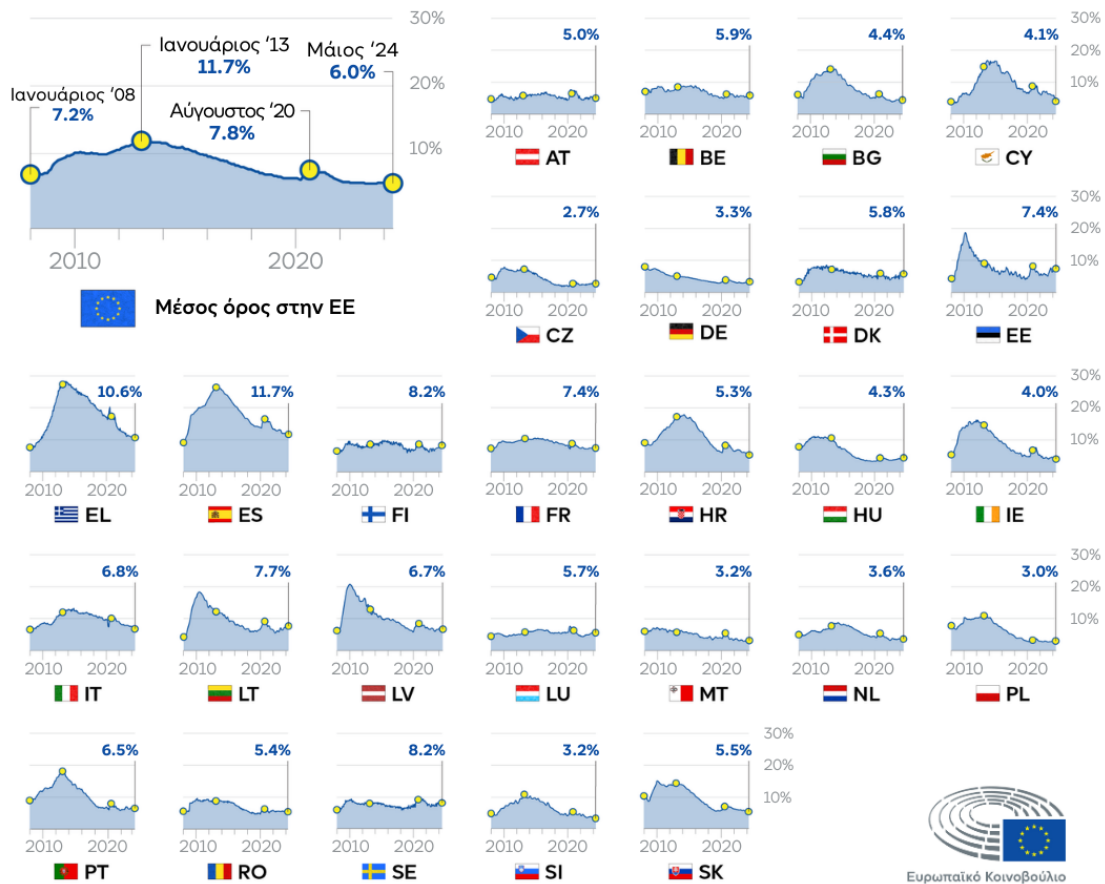 30%
20%
10%
Ιανουάριος ‘08
7.2%
Ιανουάριος ‘13
11.7%
Αύγουστος ‘20
7.8%
Μάιος ‘24
6.0%
2010 2020
Μέσος όρος στην ΕΕ
5.0% 5.9% 4.4% 4.1%
30%
20%
10%
2010 2020 2010 2020 2010 2020 2010 2020
AT BE BG CY
2.7% 3.3% 5.8% 7.4%
30%
20%
10%
2010 2020 2010 2020 2010 2020 2010 2020
CZ DE DK EE
10.6% 11.7% 8.2% 7.4% 5.3% 4.3% 4.0%
30%
20%
10%
2010 2020 2010 2020 2010 2020 2010 2020 2010 2020 2010 2020 2010 2020
EL ES FI FR HR HU IE
6.8% 7.7% 6.7% 5.7% 3.2% 3.6% 3.0%
30%
20%
10%
2010 2020 2010 2020 2010 2020 2010 2020 2010 2020 2010 2020 2010 2020
IT LT LV LU MT NL PL
6.5% 5.4% 8.2% 3.2% 5.5%
30%
20%
10%
2010 2020 2010 2020 2010 2020 2010 2020 2010 2020
PT RO SE SI SK
Ευρωπαϊκό Κοινοβούλιο